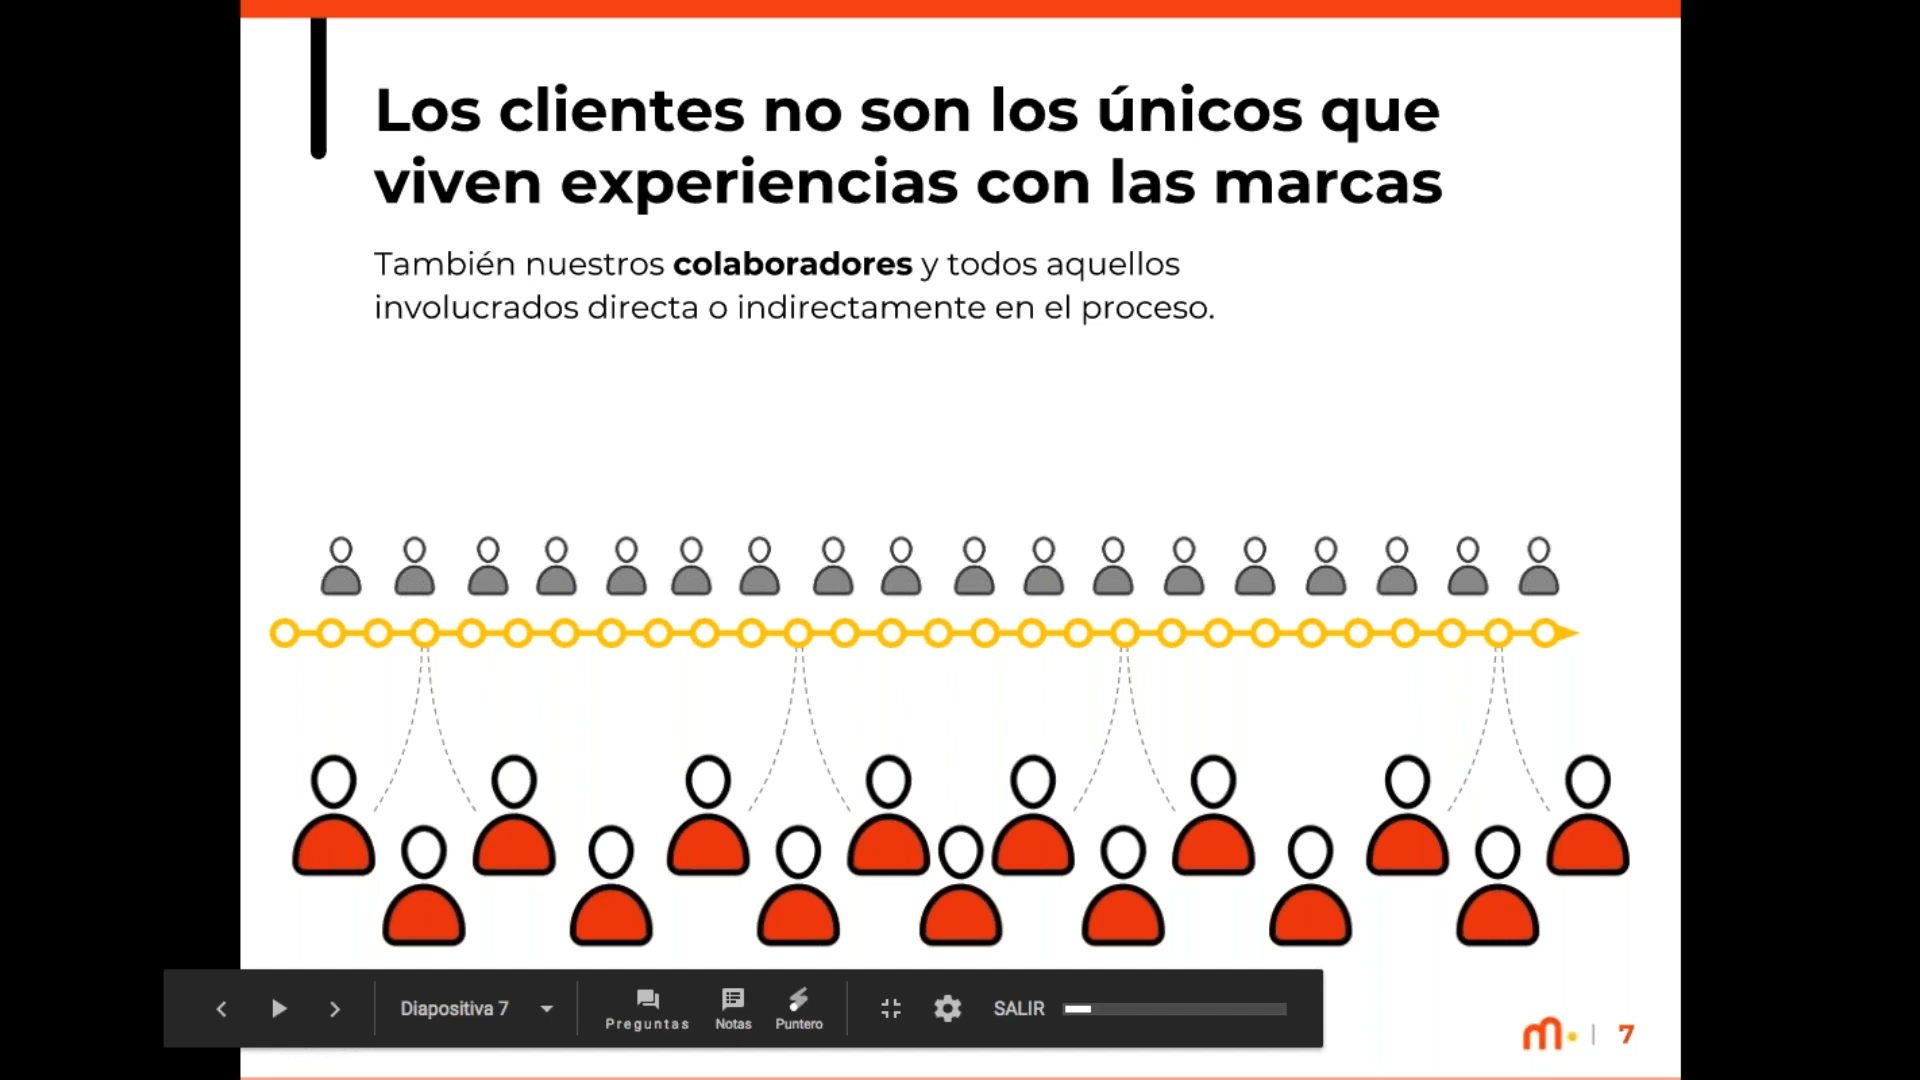 Los clientes no son los únicos que
viven experiencias con las marcas
También nuestros colaboradores y todos aquellos
involucrados directa o indirectamente en el proceso.
Diapositiva 7
Preguntas
Notas
Puntero
SALIR
m. | 7